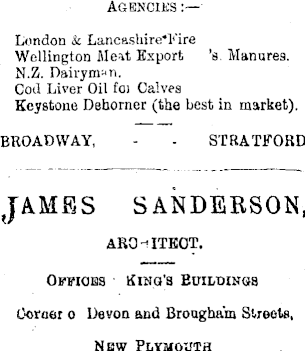 AGENCIES :—
London & Lancashire Fire
Wellington Meat Export 's Manures.
N.Z. Dairyman.
Cod Liver Oil for Calves
Keystone Dehorner (the best in market).
BROADWAY, - - STRATFORD
JAMES SANDERSON,
ARCHITECT.
OFFICES KING'S BUILDINGS
Corner o Devon and Brougham Streets,
NEW PLYMOUTH